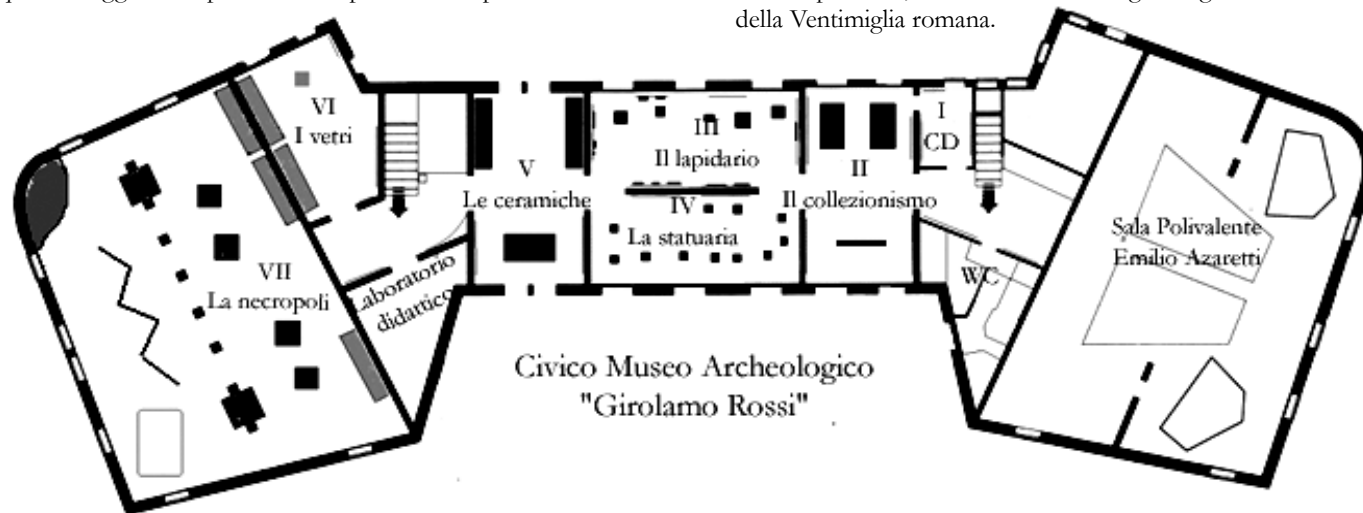 della Ventimiglia romana.
VI
I vetri
V
Le ceramiche
III
Il lapidario
IV
La statuaria
II
Il collezionismo
I
CD
VII
La necropoli
Laboratorio
didattico
WC
Sala Polivalente
Emilio Azaretti
Civico Museo Archeologico
"Girolamo Rossi"